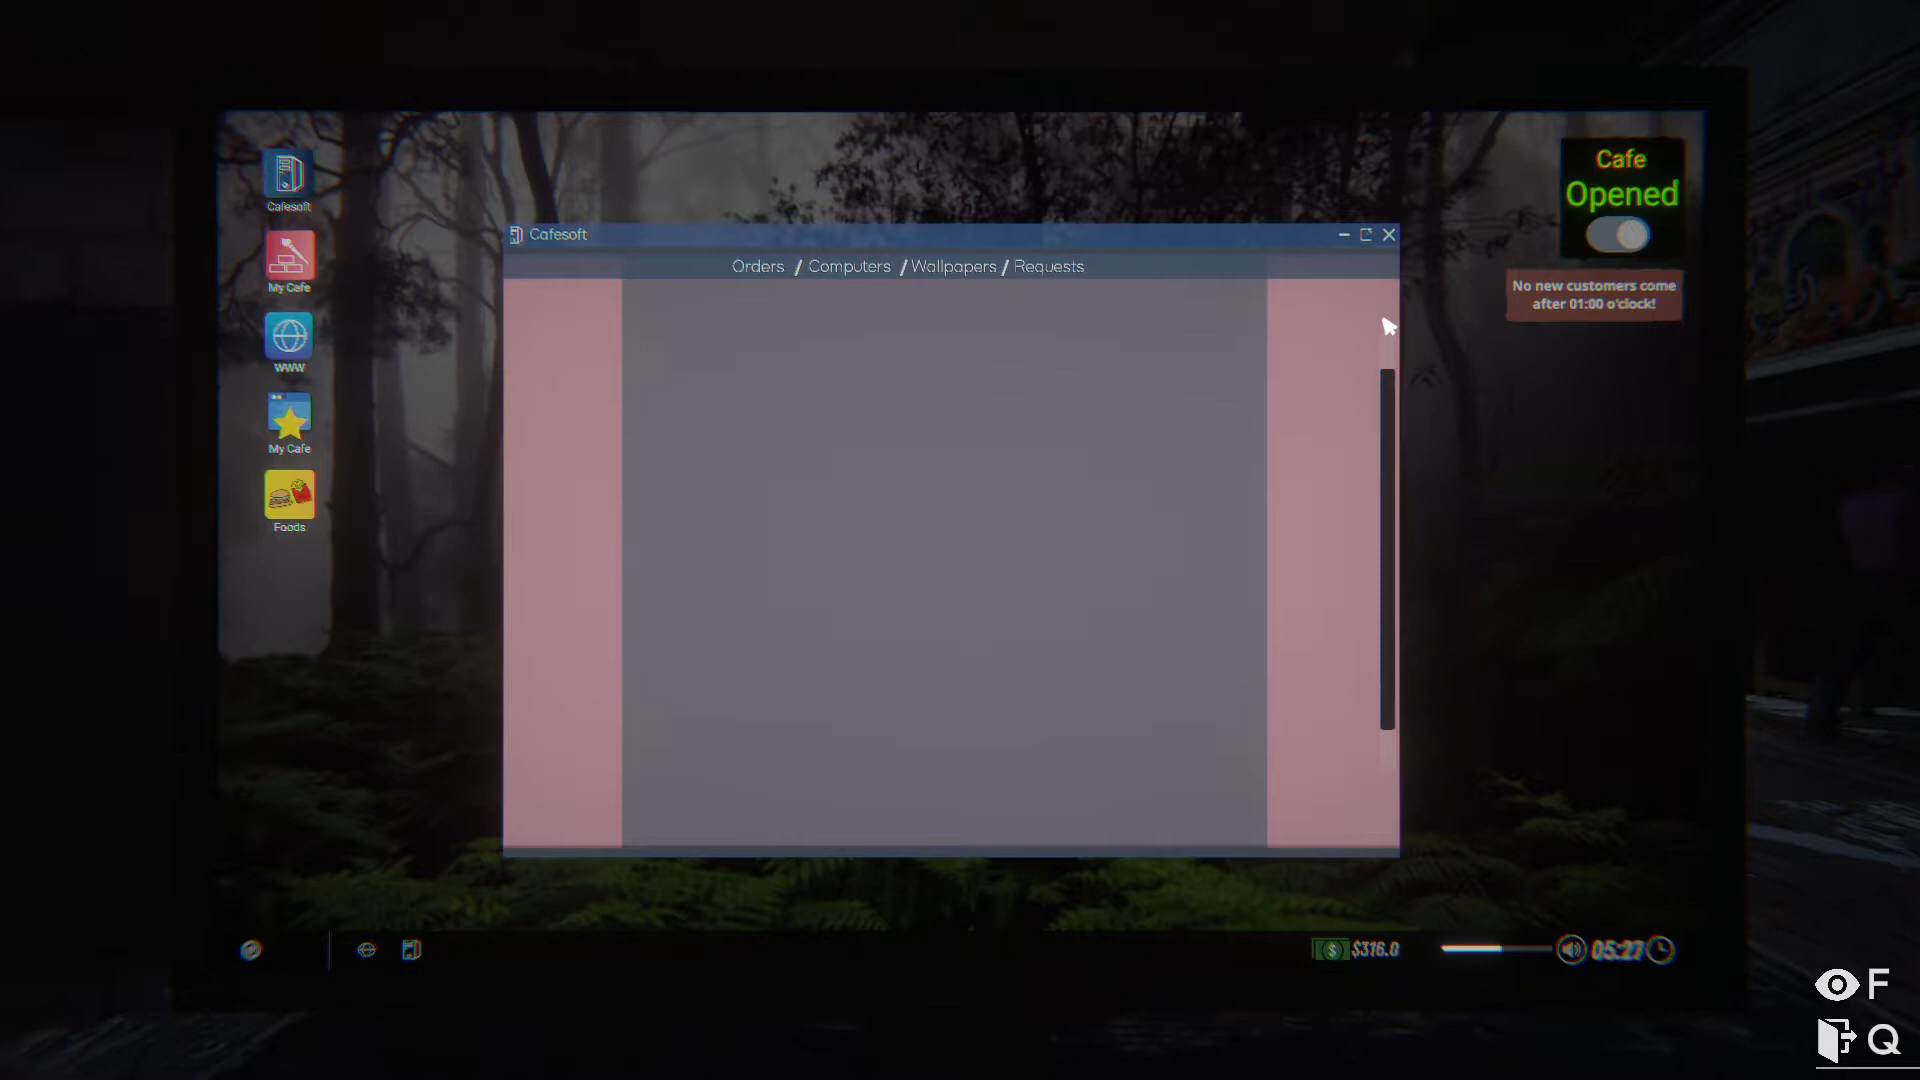 Cafesoft
My Cafe
WWW
My Cafe
Foods
Cafesoft
Orders / Computers / Wallpapers / Requests
Cafe
Opened
No new customers come
after 01:00 o'clock!
$316.0
05:27
F
Q